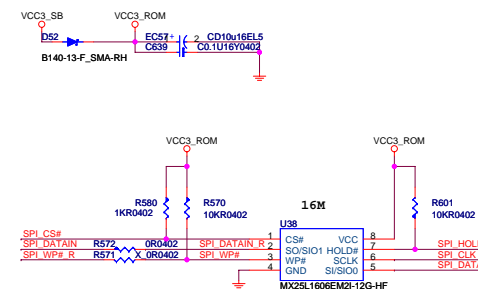 VCC3_SB
VCC3_ROM
D52
EC57
+
2
CD10u16EL5
C639
C0.1U16Y0402
B140-13-F_SMA-RH
VCC3_ROM
VCC3_ROM
R580
1KR0402
R570
10KR0402
16M
R601
10KR0402
U38
SPI_CS#
1
CS#
VCC
8
SPI_DATAIN
R572
0R0402
SPI_DATAIN_R
2
SO/SIO1
HOLD#
7
SPI_HOL
SPI_WP#_R
R571
X_0R0402
SPI_WP#
3
WP#
SCLK
6
SPI_CLK
4
GND
SI/SIO0
5
SPI_DATA
MX25L1606EM2I-12G-HF